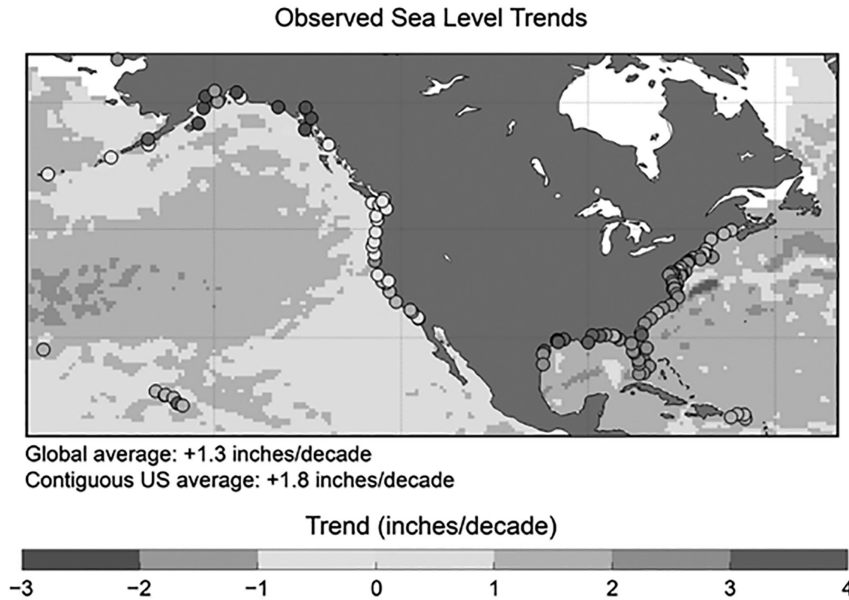 Observed Sea Level Trends
Global average: +1.3 inches/decade
Contiguous US average: +1.8 inches/decade
Trend (inches/decade)
−3 −2 −1 0 1 2 3 4